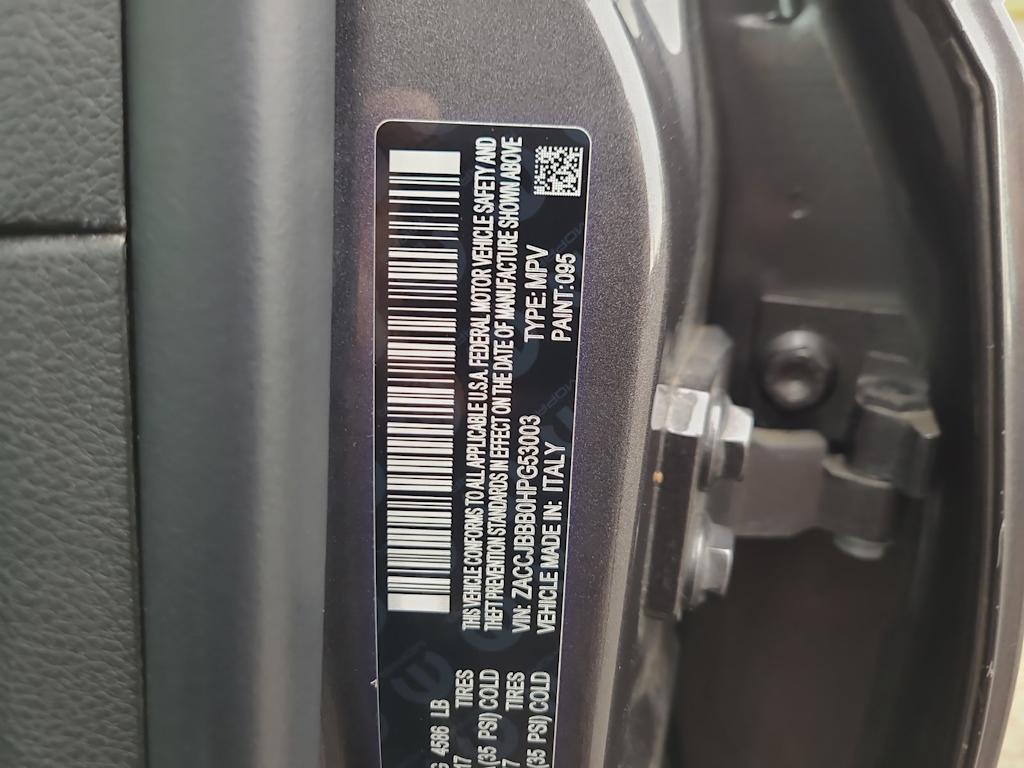 THIS VEHICLE CONFORMS TO ALL APPLICABLE U.S.A. FEDERAL MOTOR VEHICLE SAFETY AND
THEFT PREVENTION STANDARDS IN EFFECT ON THE DATE OF MANUFACTURE SHOWN ABOVE
VIN: ZACCJBBB0HPG53003 TYPE: MPV
VEHICLE MADE IN: ITALY PAINT: 095
4586 LB
17 TIRES
(35 PSI) COLD
TIRES
(35 PSI) COLD